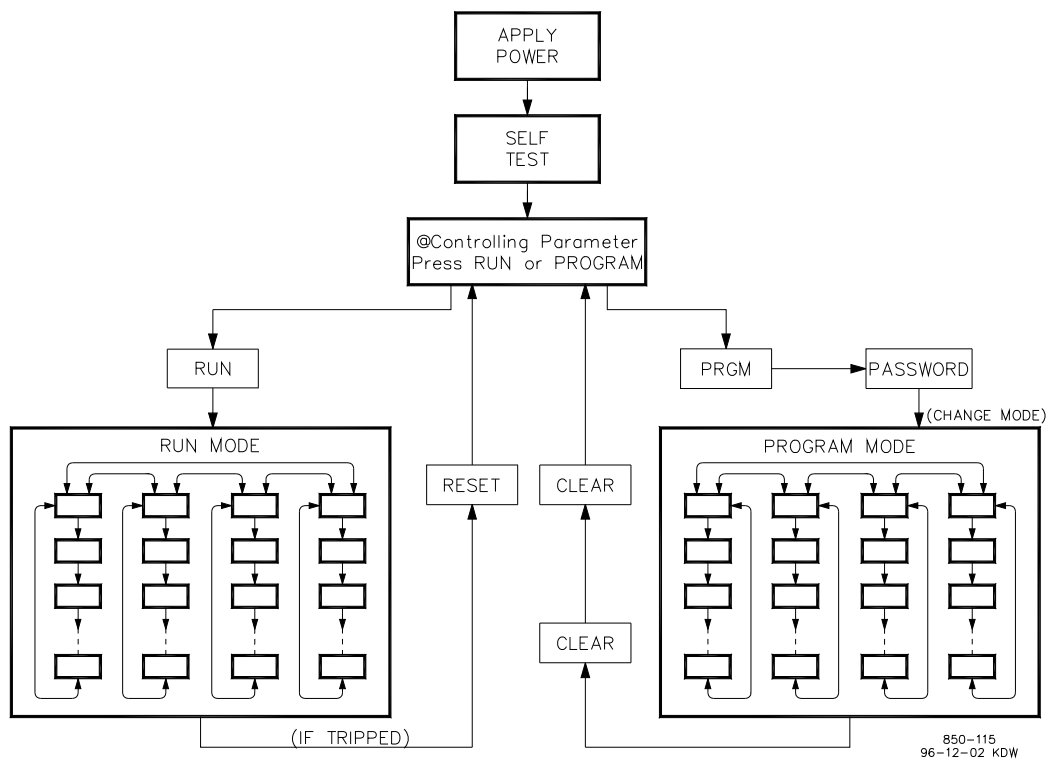 APPLY
POWER
SELF
TEST
@Controlling Parameter
Press RUN or PROGRAM
RUN
PRGM
PASSWORD
(CHANGE MODE)
RUN MODE
PROGRAM MODE
RESET
CLEAR
CLEAR
(IF TRIPPED)
850-115
96-12-02 KDW